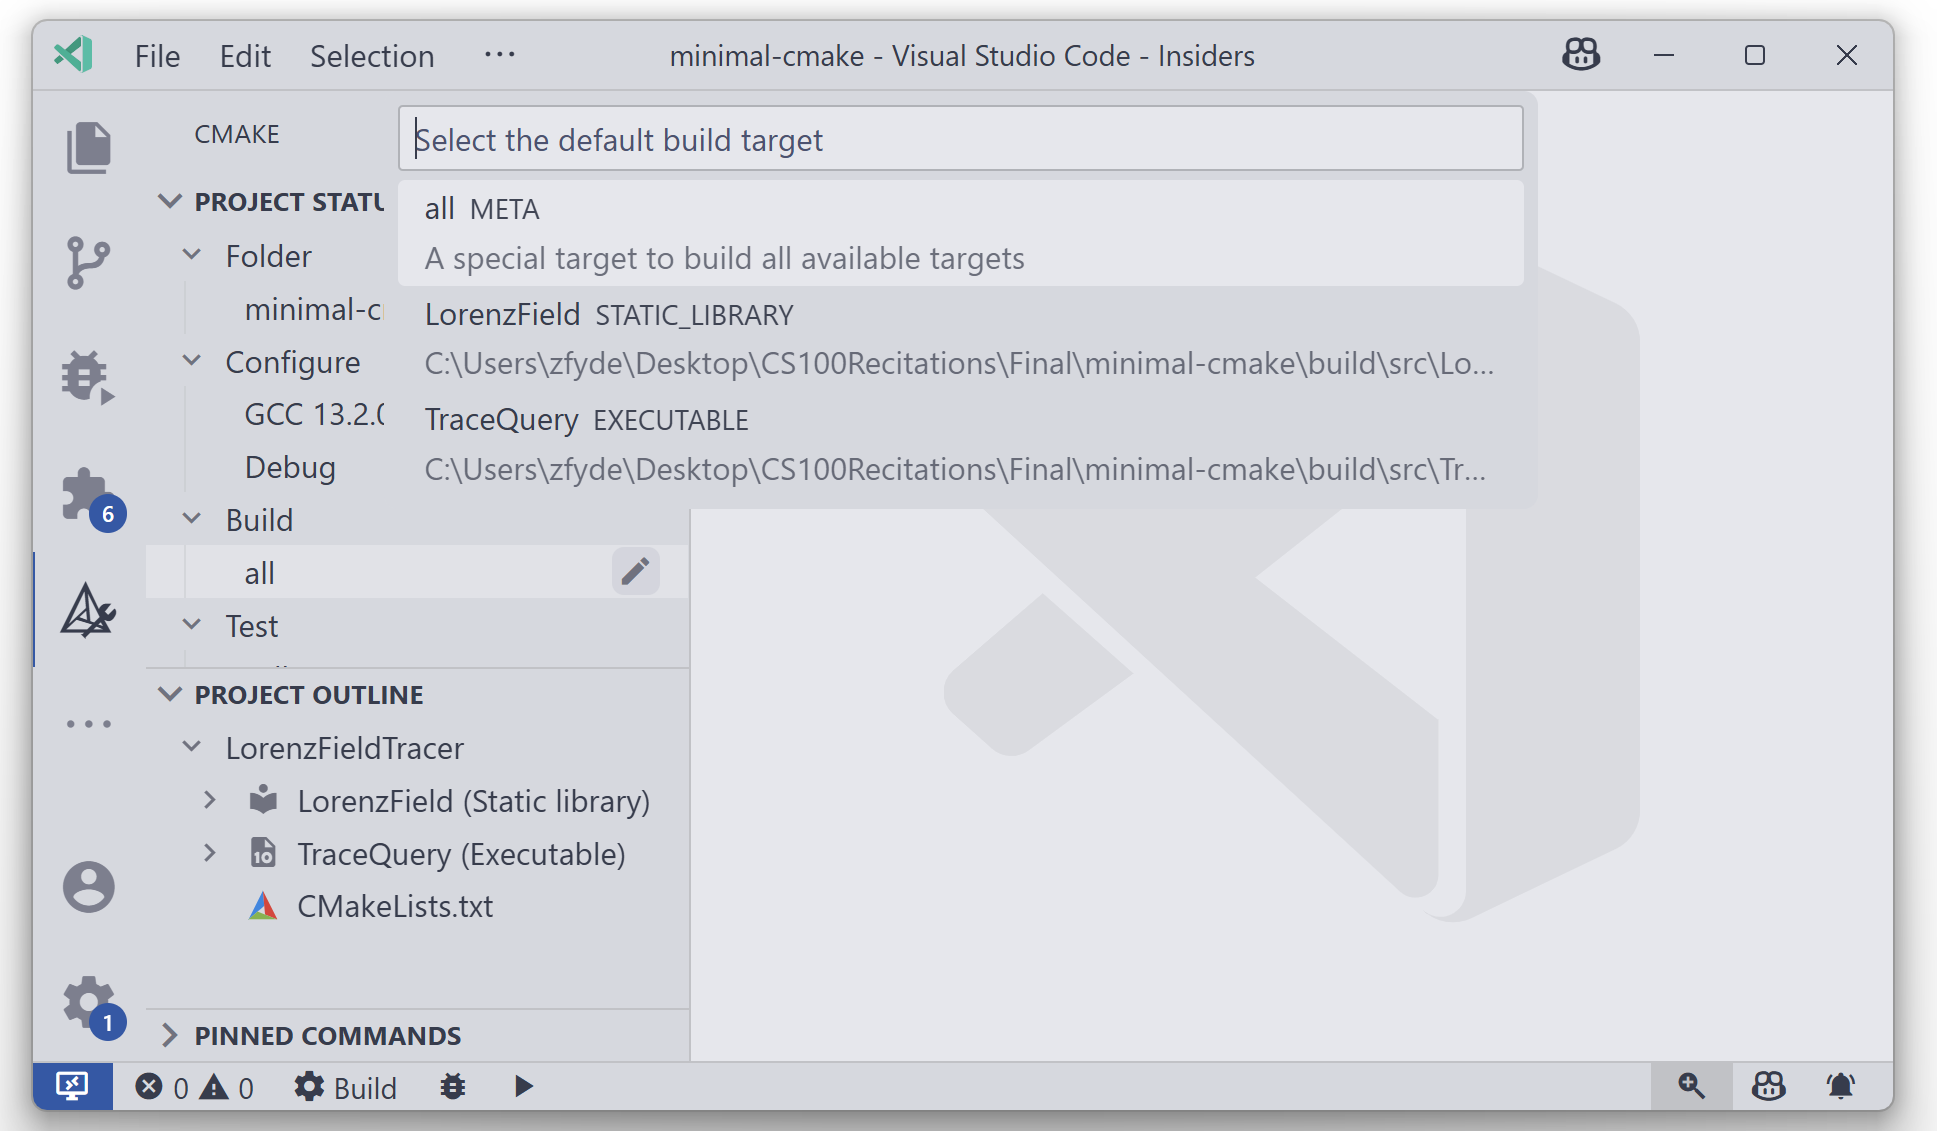 File Edit Selection ··· minimal-cmake - Visual Studio Code - Insiders
CMAKE
Select the default build target
all META
A special target to build all available targets
LorenzField STATIC_LIBRARY
C:\Users\zfyde\Desktop\CS100Recitations\Final\minimal-cmake\build\src\Lo...
TraceQuery EXECUTABLE
C:\Users\zfyde\Desktop\CS100Recitations\Final\minimal-cmake\build\src\Tr...
PROJECT STATU
Folder
minimal-c
Configure
GCC 13.2.0
Debug
Build
all
Test
PROJECT OUTLINE
LorenzFieldTracer
LorenzField (Static library)
TraceQuery (Executable)
CMakeLists.txt
PINNED COMMANDS
6
1
0 0 Build